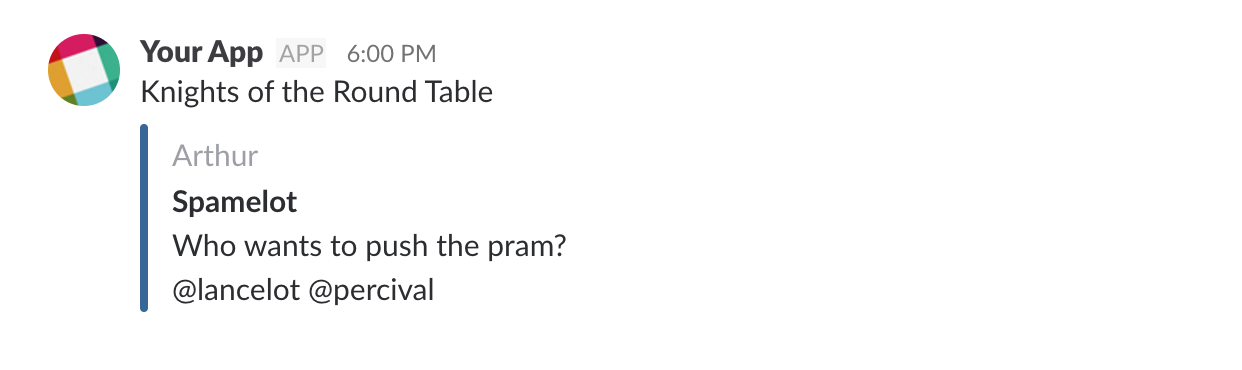 Your App APP 6:00 PM
Knights of the Round Table
Arthur
Spamelot
Who wants to push the pram?
@lancelot @percival